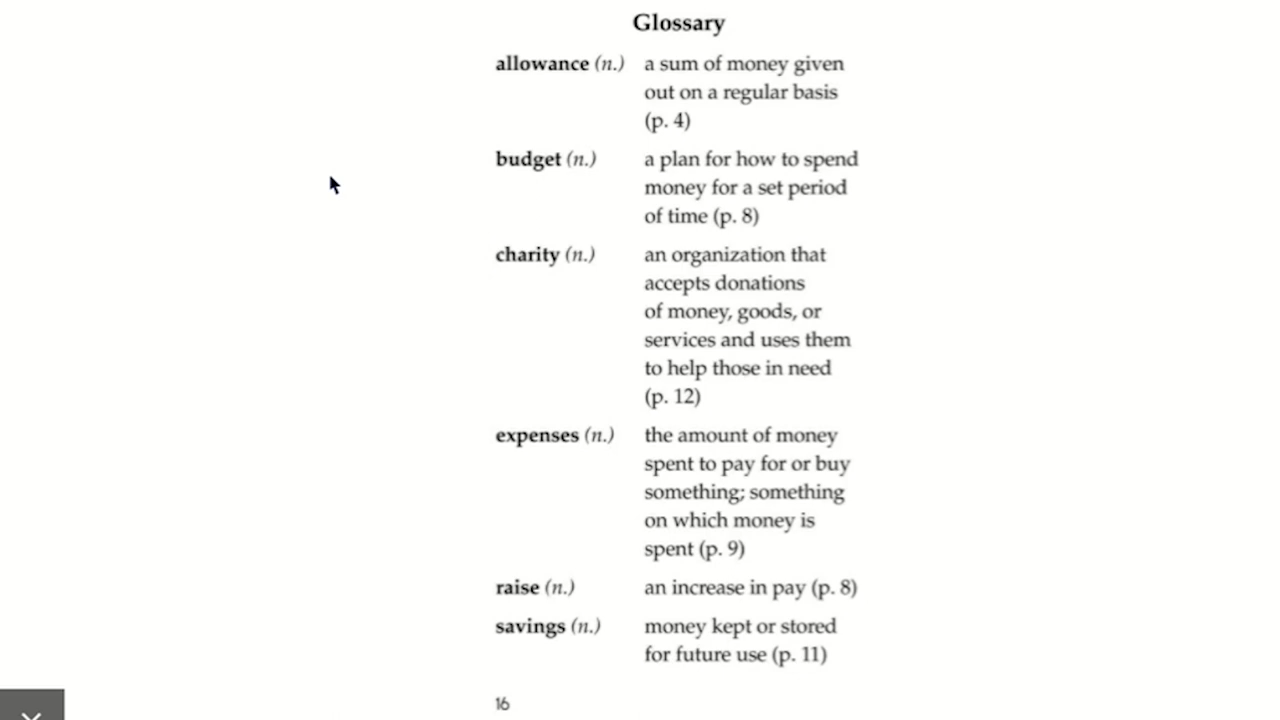 Glossary
allowance (n.) a sum of money given
out on a regular basis
(p. 4)
budget (n.) a plan for how to spend
money for a set period
of time (p. 8)
charity (n.) an organization that
accepts donations
of money, goods, or
services and uses them
to help those in need
(p. 12)
expenses (n.) the amount of money
spent to pay for or buy
something; something
on which money is
spent (p. 9)
raise (n.) an increase in pay (p. 8)
savings (n.) money kept or stored
for future use (p. 11)
16